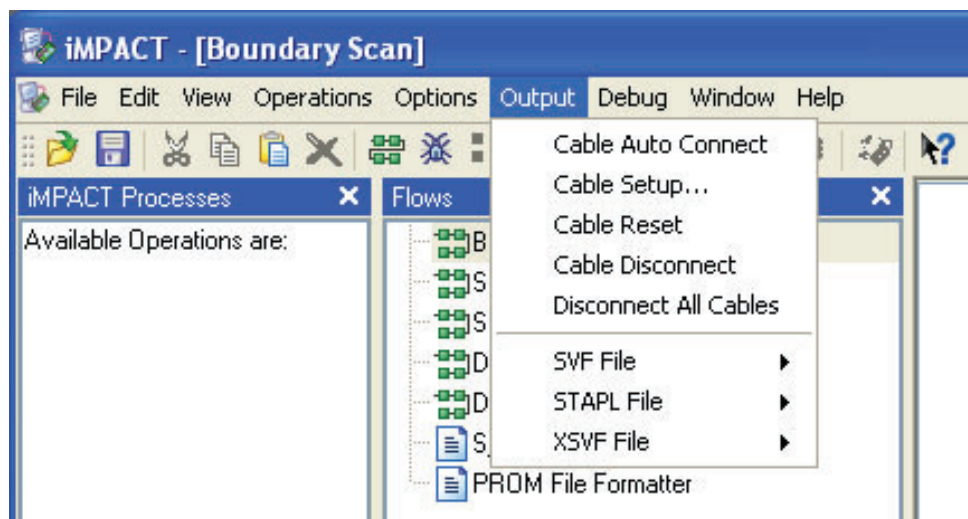 iMPACT - [Boundary Scan]
File Edit View Operations Options Output Debug Window Help
iMPACT Processes
Flows
Available Operations are:
B
S
S
D
D
S
PROM File Formatter
Cable Auto Connect
Cable Setup...
Cable Reset
Cable Disconnect
Disconnect All Cables
SVF File
STAPL File
XSVF File